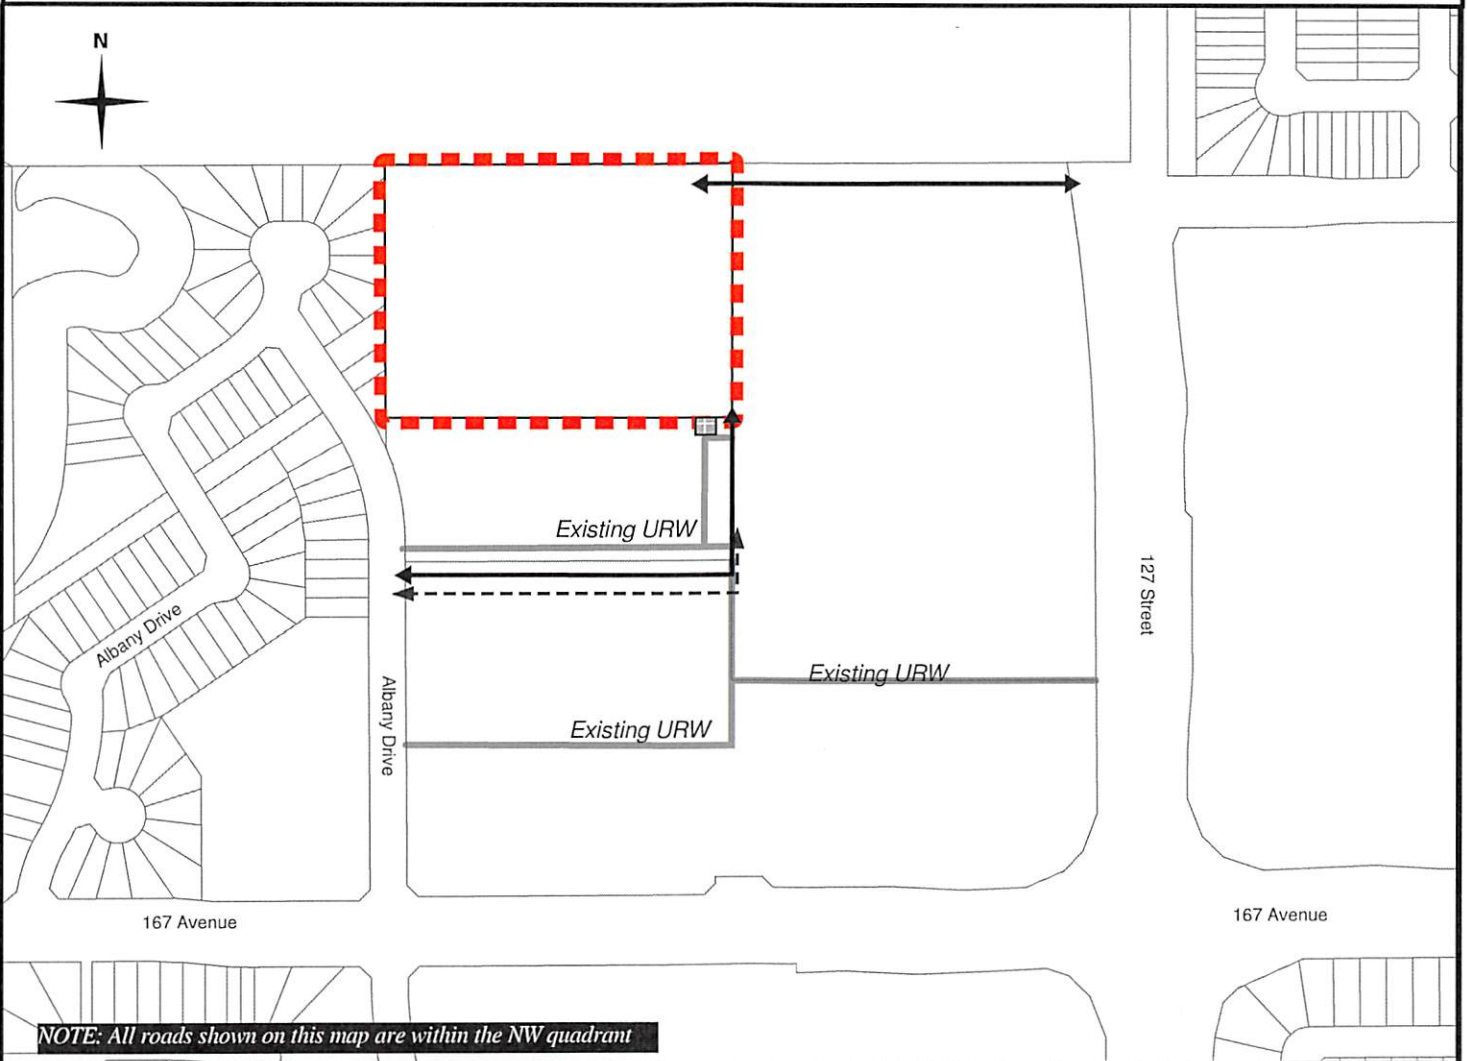 N
Existing URW
127 Street
Albany Drive
Existing URW
Albany Drive
Existing URW
167 Avenue
167 Avenue
NOTE: All roads shown on this map are within the NW quadrant